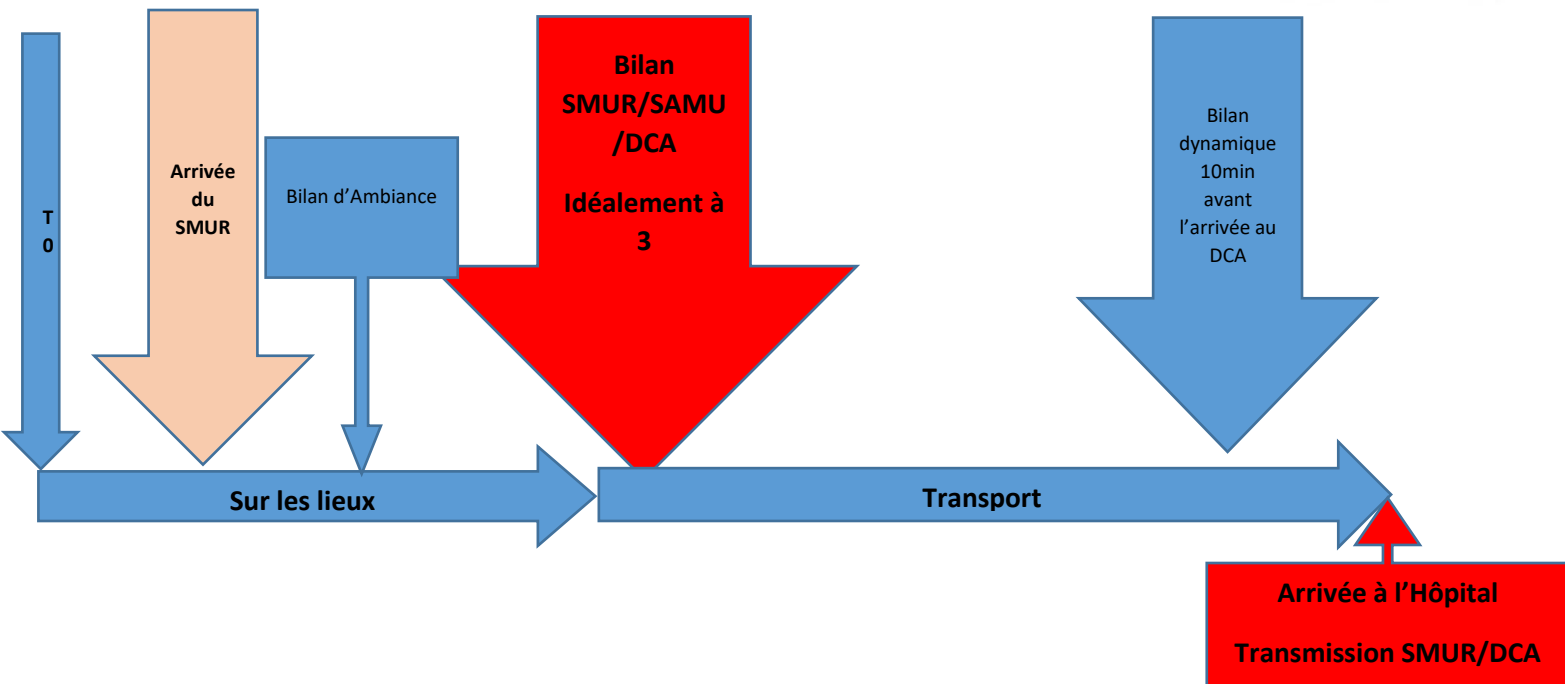 T
0
Arrivée
du
SMUR
Bilan d’Ambiance
Bilan
SMUR/SAMU
/DCA
Idéalement à
3
Bilan
dynamique
10min
avant
l’arrivée au
DCA
Sur les lieux
Transport
Arrivée à l’Hôpital
Transmission SMUR/DCA